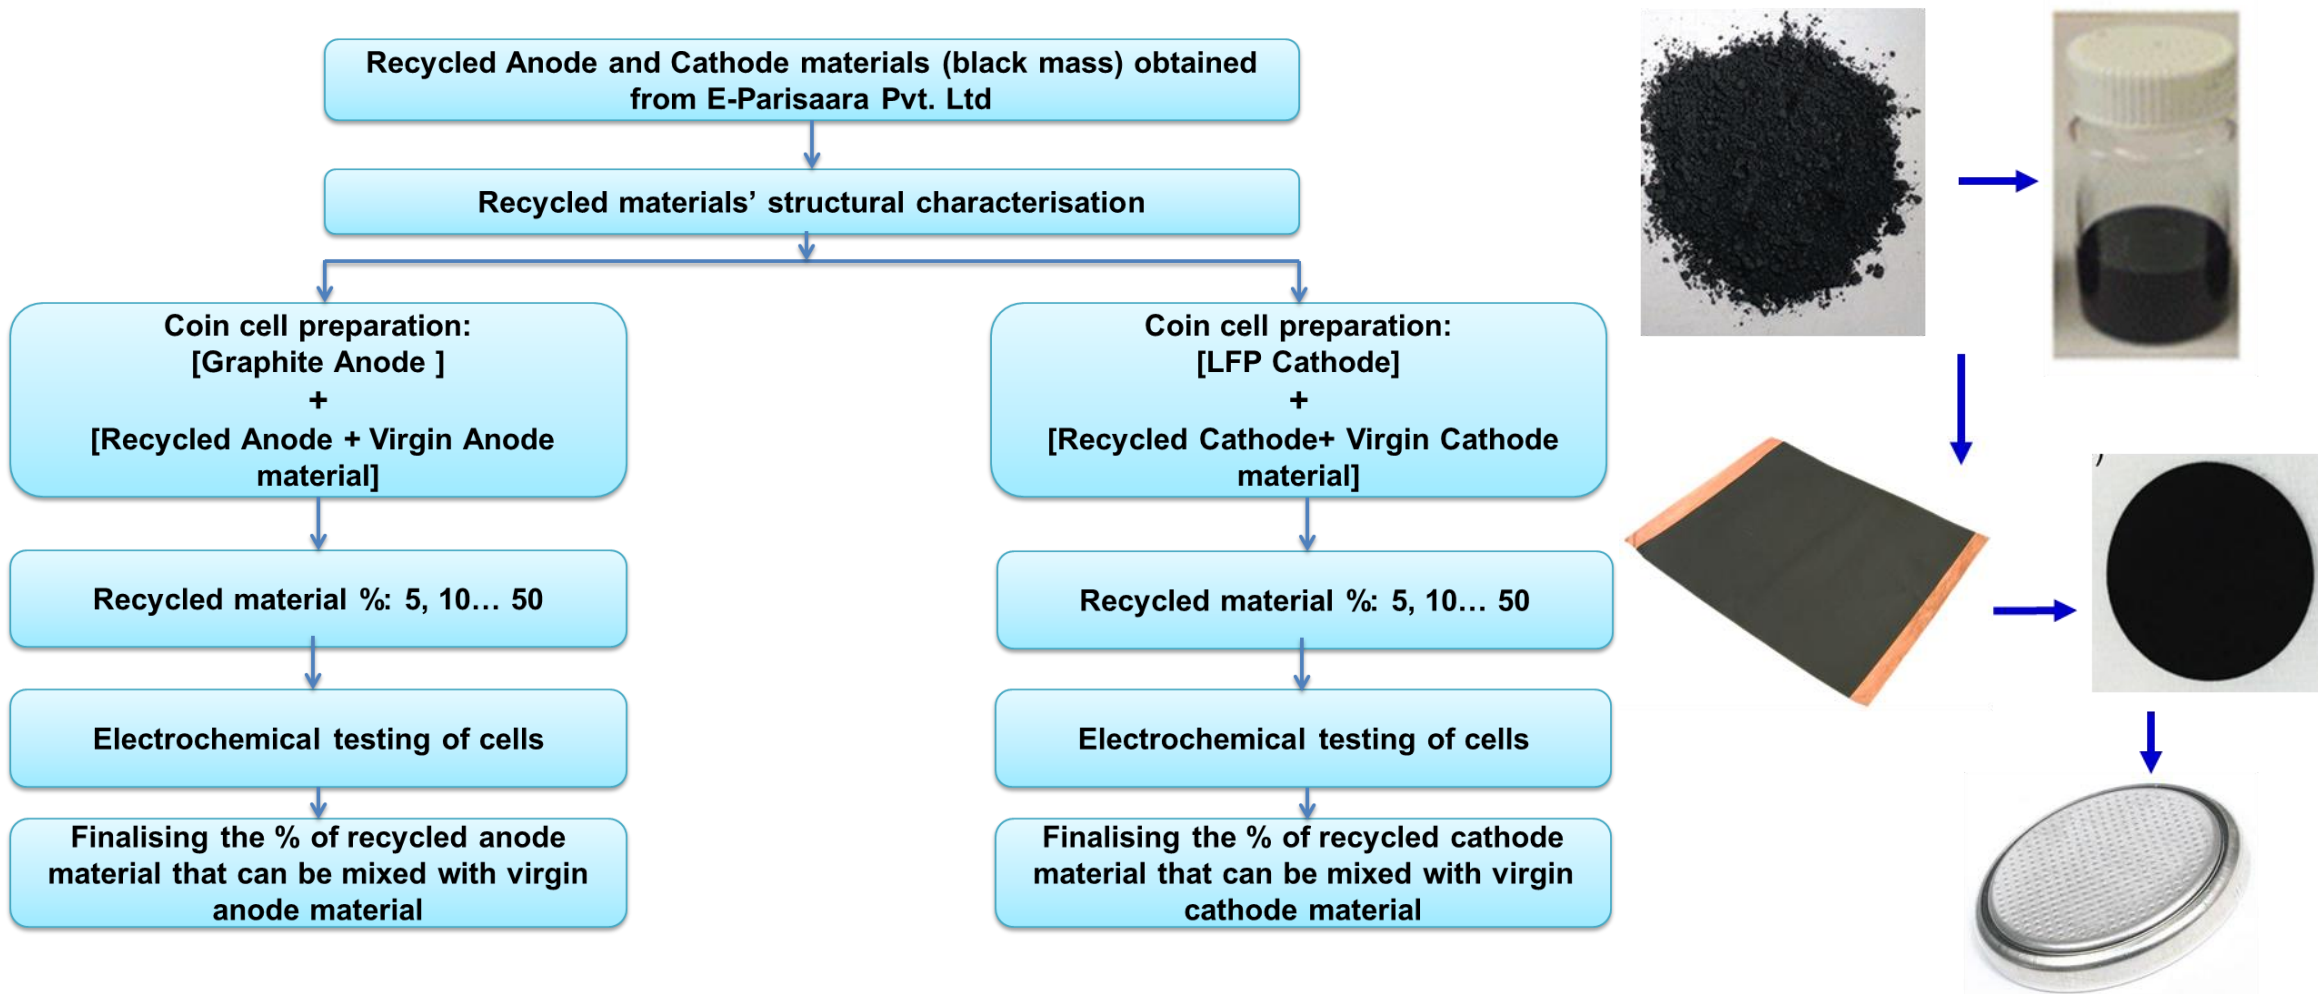 Recycled Anode and Cathode materials (black mass) obtained
from E-Parisaara Pvt. Ltd
Recycled materials’ structural characterisation
Coin cell preparation:
[Graphite Anode ]
+
[Recycled Anode + Virgin Anode
material]
Recycled material %: 5, 10… 50
Electrochemical testing of cells
Finalising the % of recycled anode
material that can be mixed with virgin
anode material
Coin cell preparation:
[LFP Cathode]
+
[Recycled Cathode+ Virgin Cathode
material]
Recycled material %: 5, 10… 50
Electrochemical testing of cells
Finalising the % of recycled cathode
material that can be mixed with virgin
cathode material
)